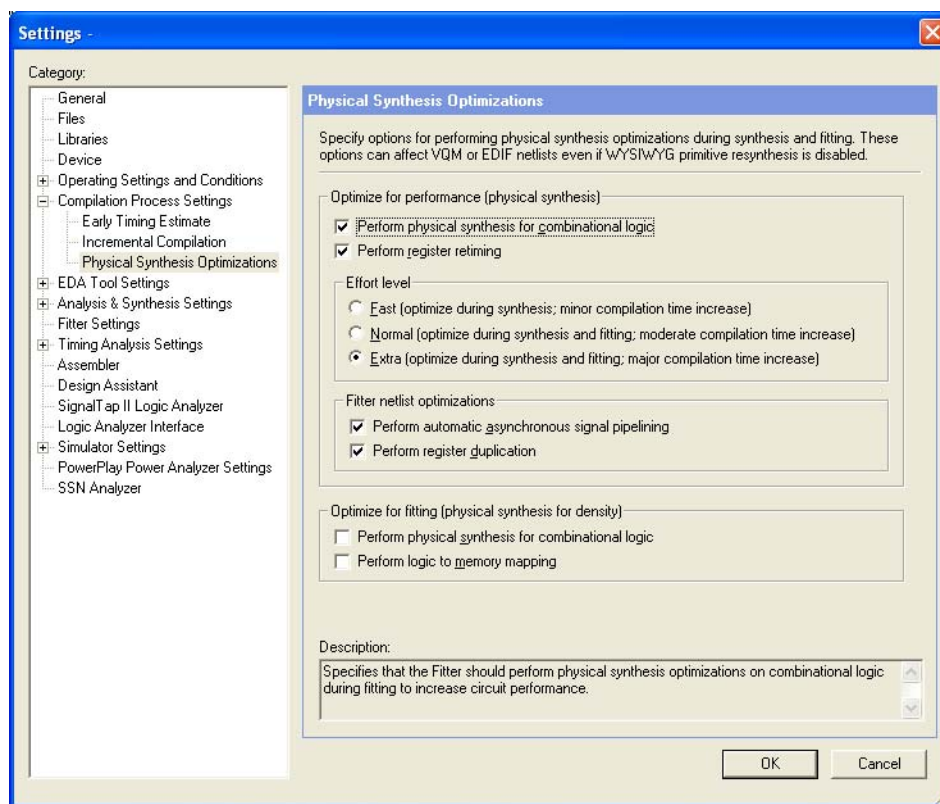 Settings -
Category:
General
Files
Libraries
Device
Operating Settings and Conditions
Compilation Process Settings
Early Timing Estimate
Incremental Compilation
Physical Synthesis Optimizations
EDA Tool Settings
Analysis & Synthesis Settings
Fitter Settings
Timing Analysis Settings
Assembler
Design Assistant
SignalTap II Logic Analyzer
Logic Analyzer Interface
Simulator Settings
PowerPlay Power Analyzer Settings
SSN Analyzer
Physical Synthesis Optimizations
Specify options for performing physical synthesis optimizations during synthesis and fitting. These
options can affect VQM or EDIF netlists even if WYSIWYG primitive resynthesis is disabled.
Optimize for performance (physical synthesis)
Perform physical synthesis for combinational logic
Perform register retiming
Effort level
Fast (optimize during synthesis; minor compilation time increase)
Normal (optimize during synthesis and fitting; moderate compilation time increase)
Extra (optimize during synthesis and fitting; major compilation time increase)
Fitter netlist optimizations
Perform automatic asynchronous signal pipelining
Perform register duplication
Optimize for fitting (physical synthesis for density)
Perform physical synthesis for combinational logic
Perform logic to memory mapping
Description:
Specifies that the Fitter should perform physical synthesis optimizations on combinational logic
during fitting to increase circuit performance.
OK
Cancel